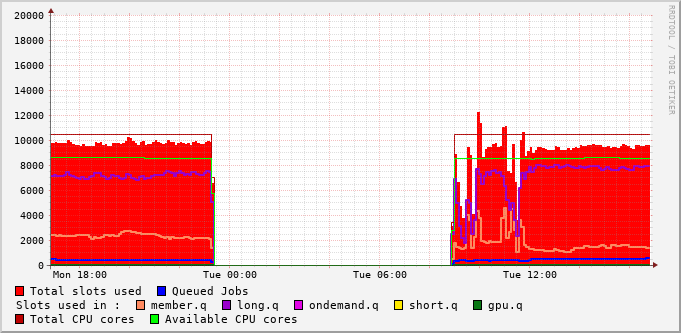 RRDTOOL / TOBI OETIKER
20000
18000
16000
14000
12000
10000
8000
6000
4000
2000
0
Mon 18:00 Tue 00:00 Tue 06:00 Tue 12:00
Total slots used Queued Jobs
Slots used in : member.q long.q ondemand.q short.q gpu.q
Total CPU cores Available CPU cores